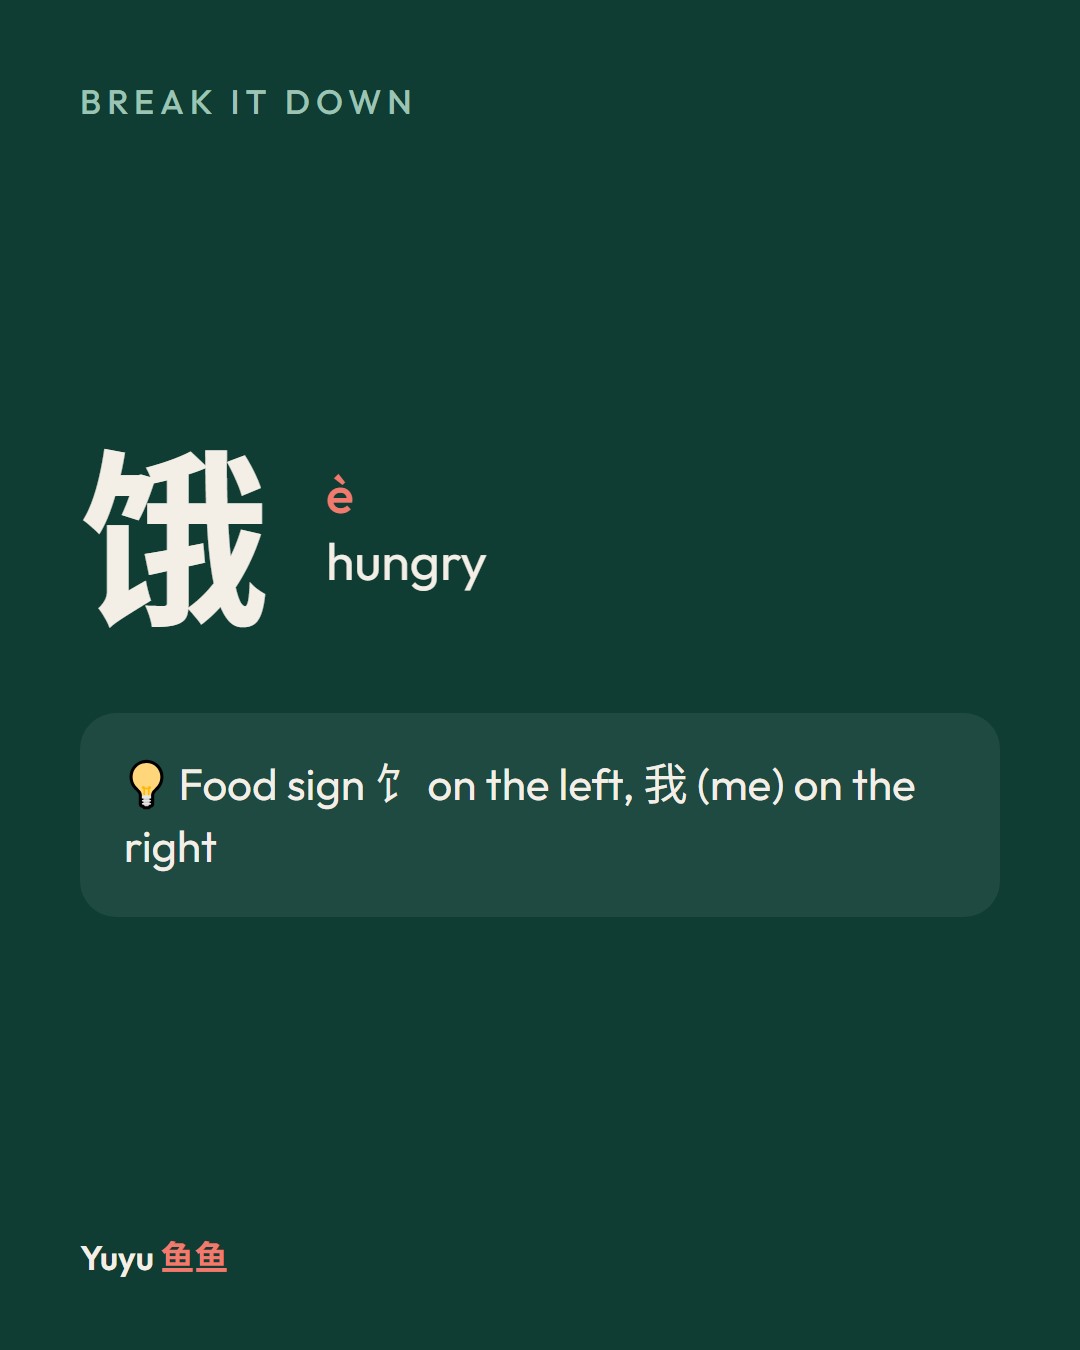 BREAK IT DOWN
饿
è
hungry
💡 Food sign 饣 on the left, 我 (me) on the
right
Yuyu 鱼鱼